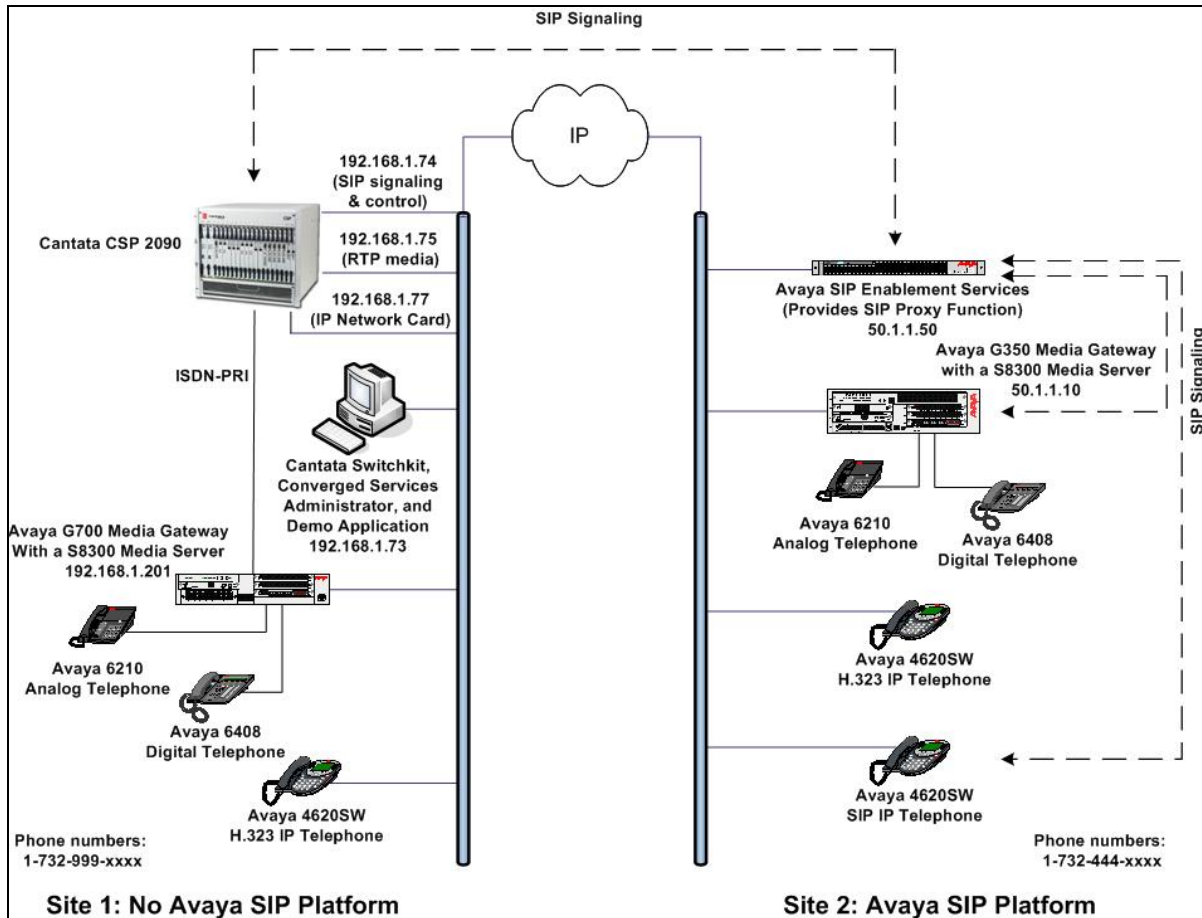 SIP Signaling
IP
192.168.1.74
(SIP signaling
& control)
Cantata CSP 2090
192.168.1.75
(RTP media)
192.168.1.77
(IP Network Card)
ISDN-PRI
Cantata Switchkit,
Converged Services
Administrator, and
Demo Application
192.168.1.73
Avaya G700 Media Gateway
With a S8300 Media Server
192.168.1.201
Avaya 6210
Analog Telephone
Avaya 6408
Digital Telephone
Avaya 4620SW
H.323 IP Telephone
Phone numbers:
1-732-999-xxxx
Site 1: No Avaya SIP Platform
Avaya SIP Enablement Services
(Provides SIP Proxy Function)
50.1.1.50
Avaya G350 Media Gateway
with a S8300 Media Server
50.1.1.10
SIP Signaling
Avaya 6210
Analog Telephone
Avaya 6408
Digital Telephone
Avaya 4620SW
H.323 IP Telephone
Avaya 4620SW
SIP IP Telephone
Phone numbers:
1-732-444-xxxx
Site 2: Avaya SIP Platform